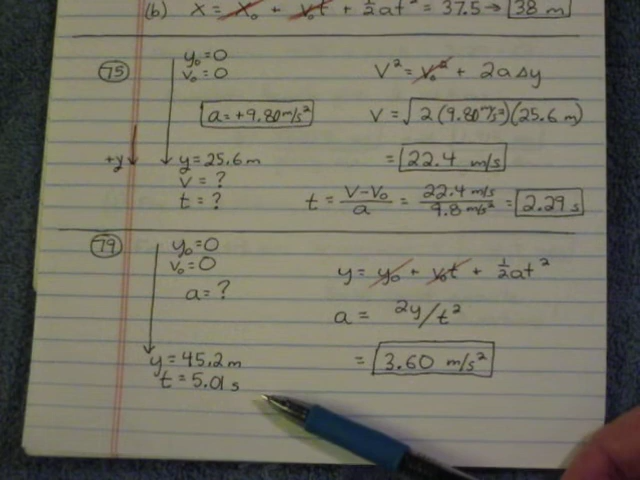 (b) x = x₀ + v₀t + ½at² = 37.5 → 38 m
75
y₀ = 0
v₀ = 0
v² = v₀² + 2aΔy
a = +9.80 m/s²
v = √2(9.80 m/s²)(25.6 m)
+y
y = 25.6 m
= 22.4 m/s
v = ?
t = ?
t = v-v₀/a = 22.4 m/s / 9.8 m/s² = 2.29 s
79
y₀ = 0
v₀ = 0
a = ?
y = y₀ + v₀t + ½at²
a = 2y/t²
y = 45.2 m
t = 5.01 s
= 3.60 m/s²